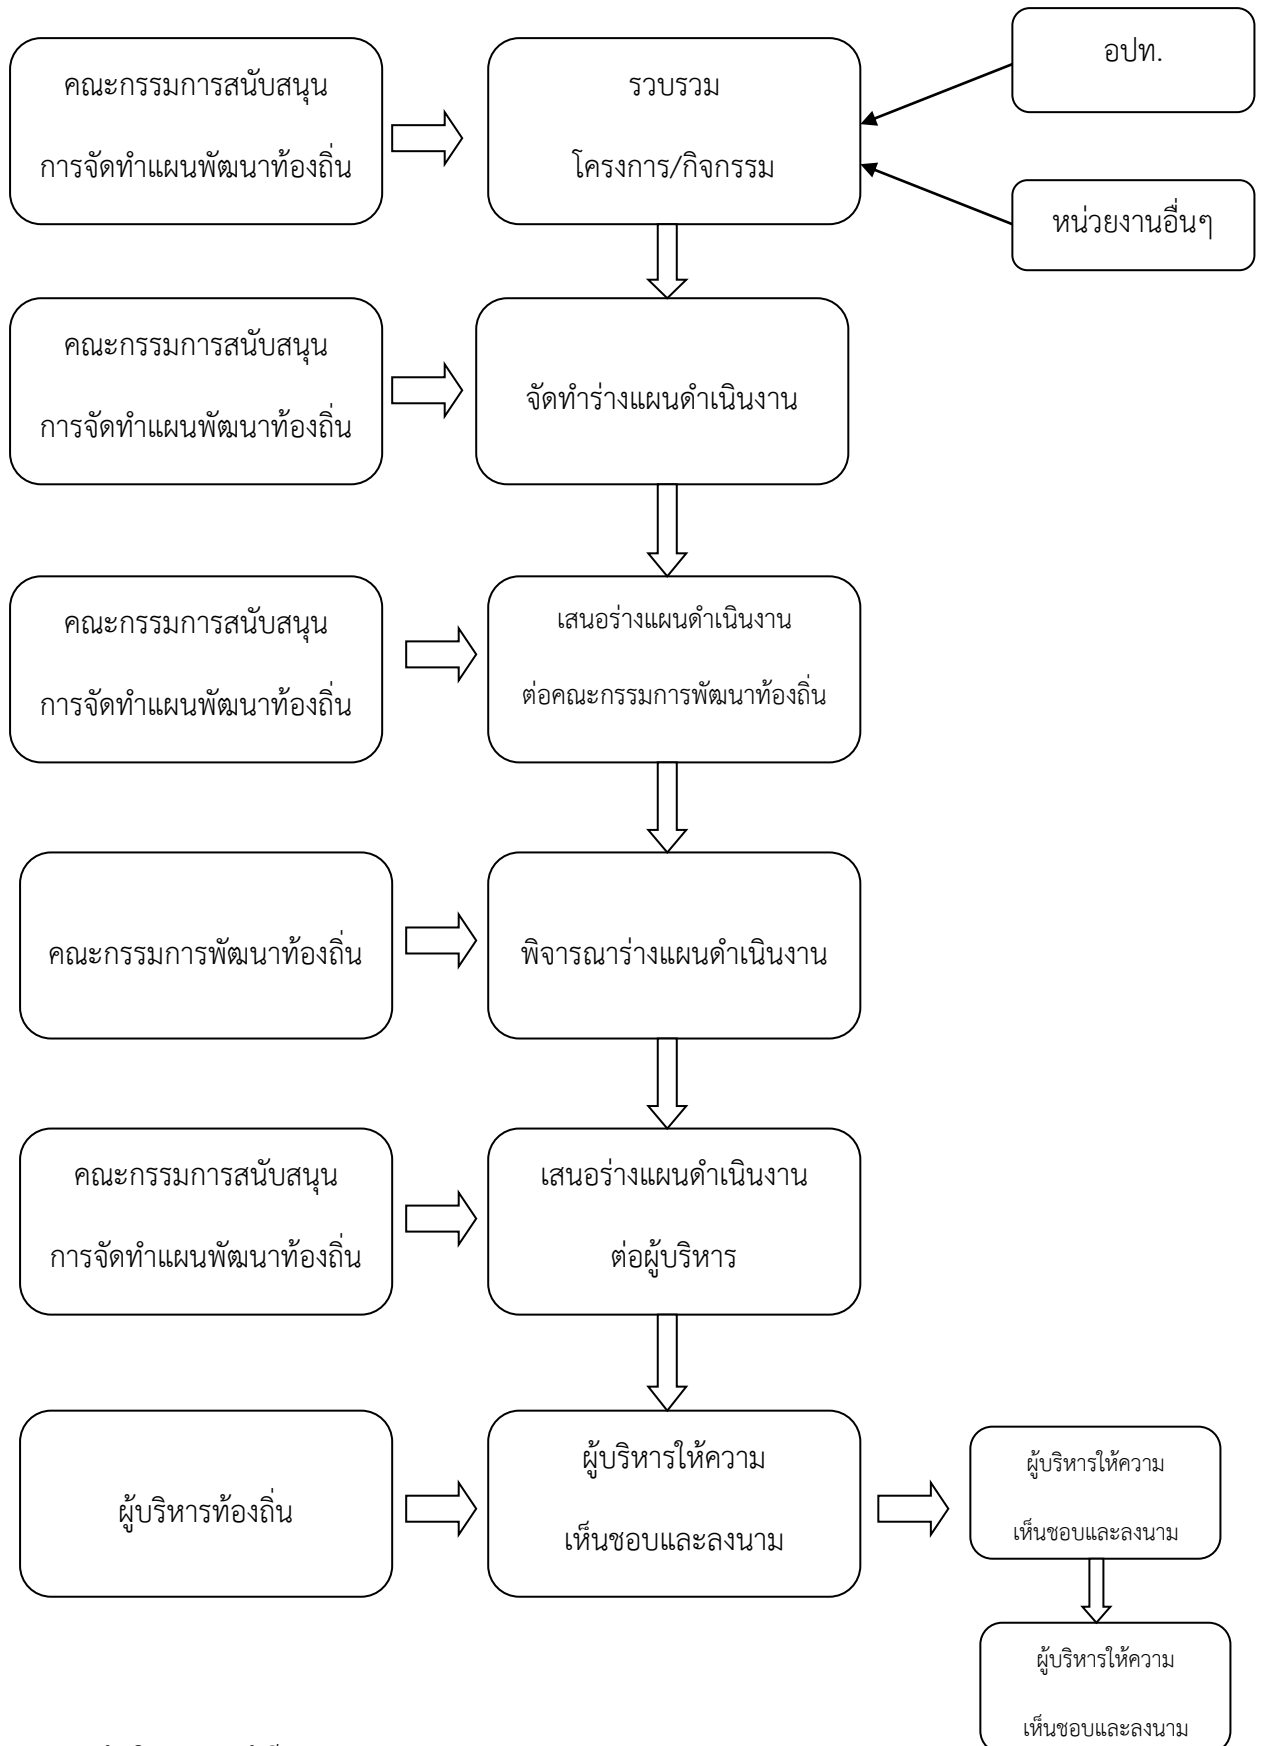 คณะกรรมการสนับสนุน
การจัดทำแผนพัฒนาท้องถิ่น
รวบรวม
โครงการ/กิจกรรม
อปท.
หน่วยงานอื่นๆ
คณะกรรมการสนับสนุน
การจัดทำแผนพัฒนาท้องถิ่น
จัดทำร่างแผนดำเนินงาน
คณะกรรมการสนับสนุน
การจัดทำแผนพัฒนาท้องถิ่น
เสนอร่างแผนดำเนินงาน
ต่อคณะกรรมการพัฒนาท้องถิ่น
คณะกรรมการพัฒนาท้องถิ่น
พิจารณาร่างแผนดำเนินงาน
คณะกรรมการสนับสนุน
การจัดทำแผนพัฒนาท้องถิ่น
เสนอร่างแผนดำเนินงาน
ต่อผู้บริหาร
ผู้บริหารท้องถิ่น
ผู้บริหารให้ความ
เห็นชอบและลงนาม
ผู้บริหารให้ความ
เห็นชอบและลงนาม
ผู้บริหารให้ความ
เห็นชอบและลงนาม